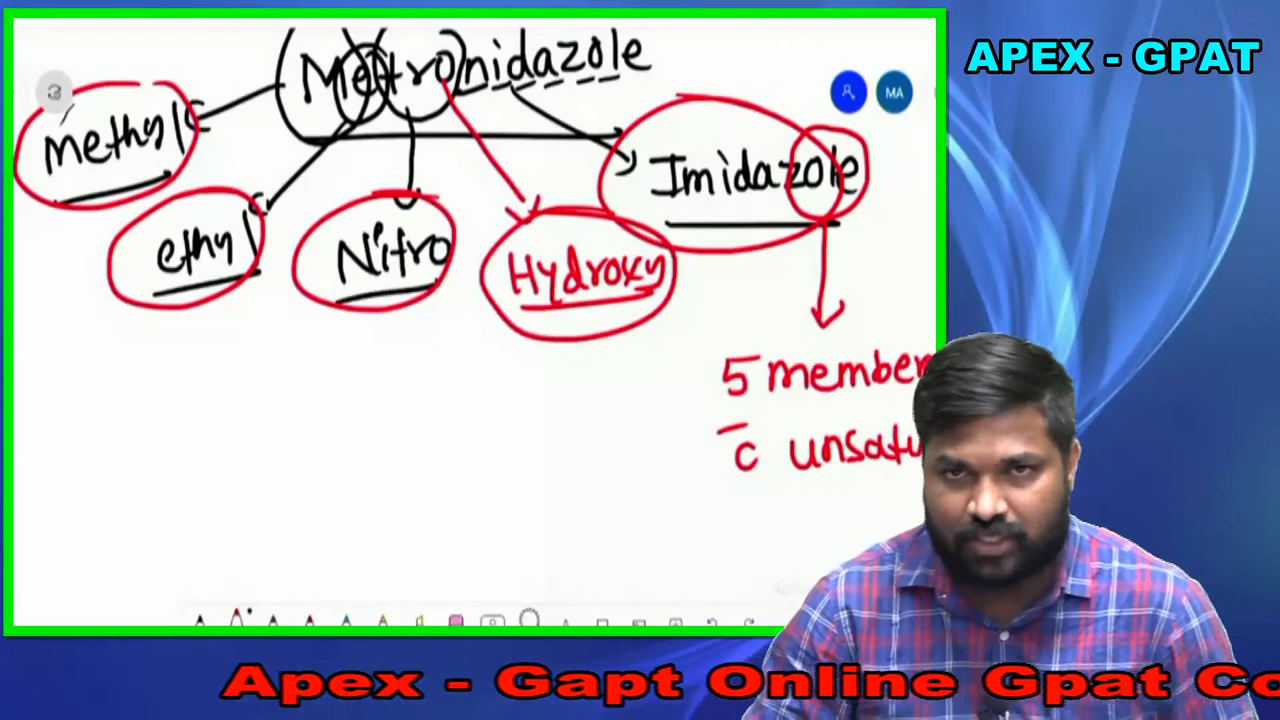 APEX - GPAT
Metronidazole
MA
Methyl
Imidazole
ethyl
Nitro
Hydroxy
5 member
c̄ unsatu
Apex - Gapt Online Gpat Co